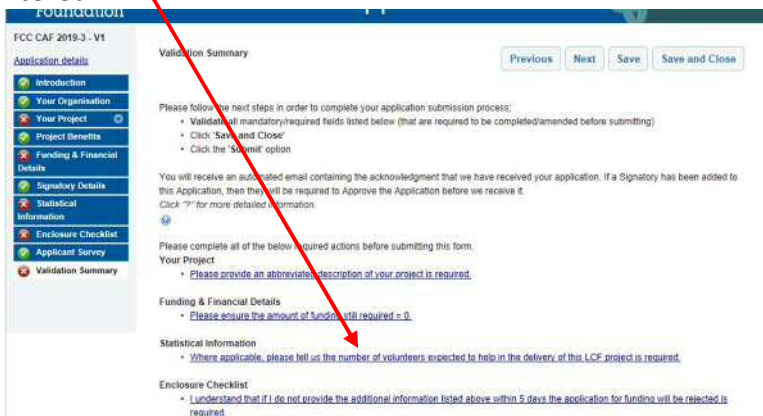 Foundation
FCC CAF 2019-3 - V1
Application details
Introduction
Your Organisation
Your Project
Project Benefits
Funding & Financial
Details
Signatory Details
Statistical
Information
Enclosure Checklist
Applicant Survey
Validation Summary
Validation Summary
Previous Next Save Save and Close
Please follow the next steps in order to complete your application submission process;
• Validate all mandatory/required fields listed below (that are required to be completed/amended before submitting)
• Click 'Save and Close'
• Click the 'Submit' option
You will receive an automated email containing the acknowledgment that we have received your application. If a Signatory has been added to
this Application, then they will be required to Approve the Application before we receive it.
Click "?" for more detailed information
Please complete all of the below required actions before submitting this form.
Your Project
• Please provide an abbreviated description of your project is required.
Funding & Financial Details
• Please ensure the amount of funding still required = 0.
Statistical Information
• Where applicable, please tell us the number of volunteers expected to help in the delivery of this LCF project is required.
Enclosure Checklist
• I understand that if I do not provide the additional information listed above within 5 days the application for funding will be rejected is
required.